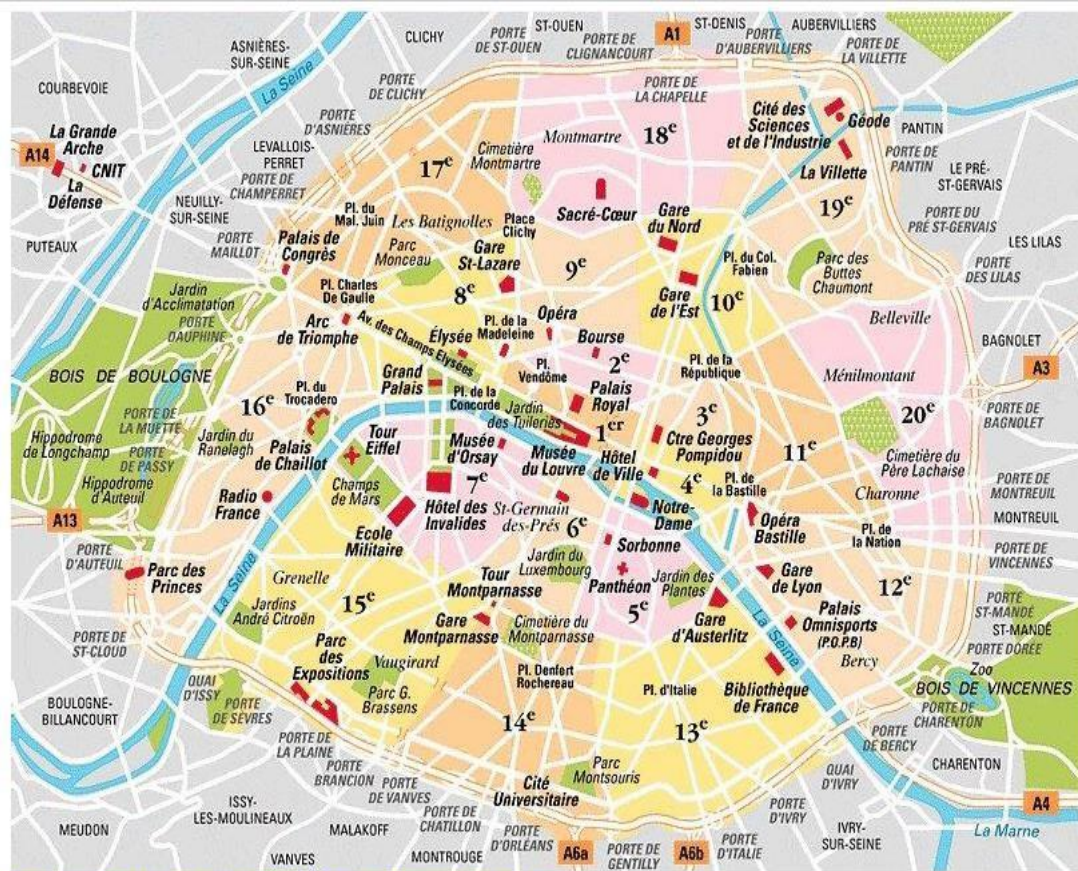 ST-OUEN
ST-DENIS
AUBERVILLIERS
CLICHY
PORTE
DE ST-OUEN
PORTE DE
CLIGNANCOURT
A1
PORTE
D'AUBERVILLIERS
PORTE DE
LA VILLETTE
ASNIÈRES-
SUR-SEINE
La Seine
PORTE
DE CLICHY
PORTE DE
LA CHAPELLE
COURBEVOIE
PORTE
D'ASNIÈRES
Cité des
Sciences
et de l'Industrie
Géode
PANTIN
La Grande
Arche
A14
CNIT
La
Défense
LEVALLOIS-
PERRET
PORTE DE
CHAMPERRET
17e
Cimetière
Montmartre
Montmartre
18e
La Villette
PORTE
DE PANTIN
LE PRÉ-
ST-GERVAIS
NEUILLY-
SUR-SEINE
Pl. du
Mal. Juin
Les Batignolles
Place
Clichy
Sacré-Cœur
Gare
du Nord
19e
PORTE DU
PRÉ ST-GERVAIS
PUTEAUX
PORTE
MAILLOT
Palais de
Congrès
Parc
Monceau
Gare
St-Lazare
9e
Pl. du Col.
Fabien
Parc des
Buttes
Chaumont
LES LILAS
PORTE
DES LILAS
Jardin
d'Acclimatation
Pl. Charles
De Gaulle
8e
Gare
de l'Est
10e
PORTE
DAUPHINE
Arc
de Triomphe
Av. des Champs Elysées
Élysée
Pl. de la
Madeleine
Opéra
Bourse
Belleville
BAGNOLET
BOIS DE BOULOGNE
Grand
Palais
Pl.
Vendôme
2e
Pl. de la
République
Ménilmontant
A3
16e
Pl. du
Trocadero
Pl. de la
Concorde
Palais
Royal
PORTE DE
LA MUETTE
Jardin
des Tuileries
1er
3e
20e
PORTE DE
BAGNOLET
Hippodrome
de Longchamp
Jardin du
Ranelagh
Palais
de Chaillot
Tour
Eiffel
Musée
d'Orsay
Musée
du Louvre
Hôtel
de Ville
Ctre Georges
Pompidou
11e
Cimetière du
Père Lachaise
PORTE
DE PASSY
Hippodrome
d'Auteuil
Radio
France
Champs
de Mars
7e
4e
Pl. de
la Bastille
Charonne
PORTE DE
MONTREUIL
A13
Hôtel des
Invalides
St-Germain
des-Prés
6e
Notre-
Dame
Opéra
Bastille
Pl. de
la Nation
MONTREUIL
PORTE
D'AUTEUIL
Ecole
Militaire
Sorbonne
PORTE DE
VINCENNES
Parc des
Princes
La Seine
Grenelle
15e
Tour
Montparnasse
Jardin du
Luxembourg
Panthéon
Jardin des
Plantes
Gare
de Lyon
12e
PORTE
ST-MANDÉ
ST-MANDÉ
Jardins
André Citroën
Gare
Montparnasse
Cimetière du
Montparnasse
5e
Gare
d'Austerlitz
La Seine
Palais
Omnisports
(P.O.P.B)
PORTE DE
ST-CLOUD
Parc
des
Expositions
Vaugirard
Bercy
PORTE DORÉE
Zoo
BOIS DE VINCENNES
QUAI
D'ISSY
Parc G.
Brassens
Pl. Denfert
Rochereau
Pl. d'Italie
Bibliothèque
de France
BOULOGNE-
BILLANCOURT
PORTE
DE SÈVRES
14e
13e
PORTE DE
CHARENTON
PORTE DE
LA PLAINE
PORTE
DE BERCY
PORTE
BRANCION
Parc
Montsouris
QUAI
D'IVRY
CHARENTON
PORTE
DE VANVES
Cité
Universitaire
ISSY-
LES-MOULINEAUX
PORTE DE
CHATILLON
PORTE
D'IVRY
A4
MEUDON
MALAKOFF
PORTE
D'ORLÉANS
PORTE
D'ITALIE
IVRY-
SUR-SEINE
La Marne
VANVES
MONTROUGE
A6a
PORTE DE
GENTILLY
A6b